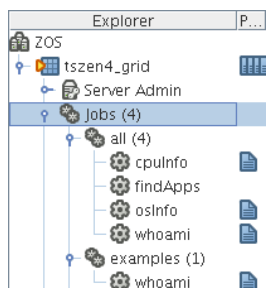 Explorer P...
ZOS
tszen4_grid
Server Admin
Jobs (4)
all (4)
cpuInfo
findApps
osInfo
whoami
examples (1)
whoami